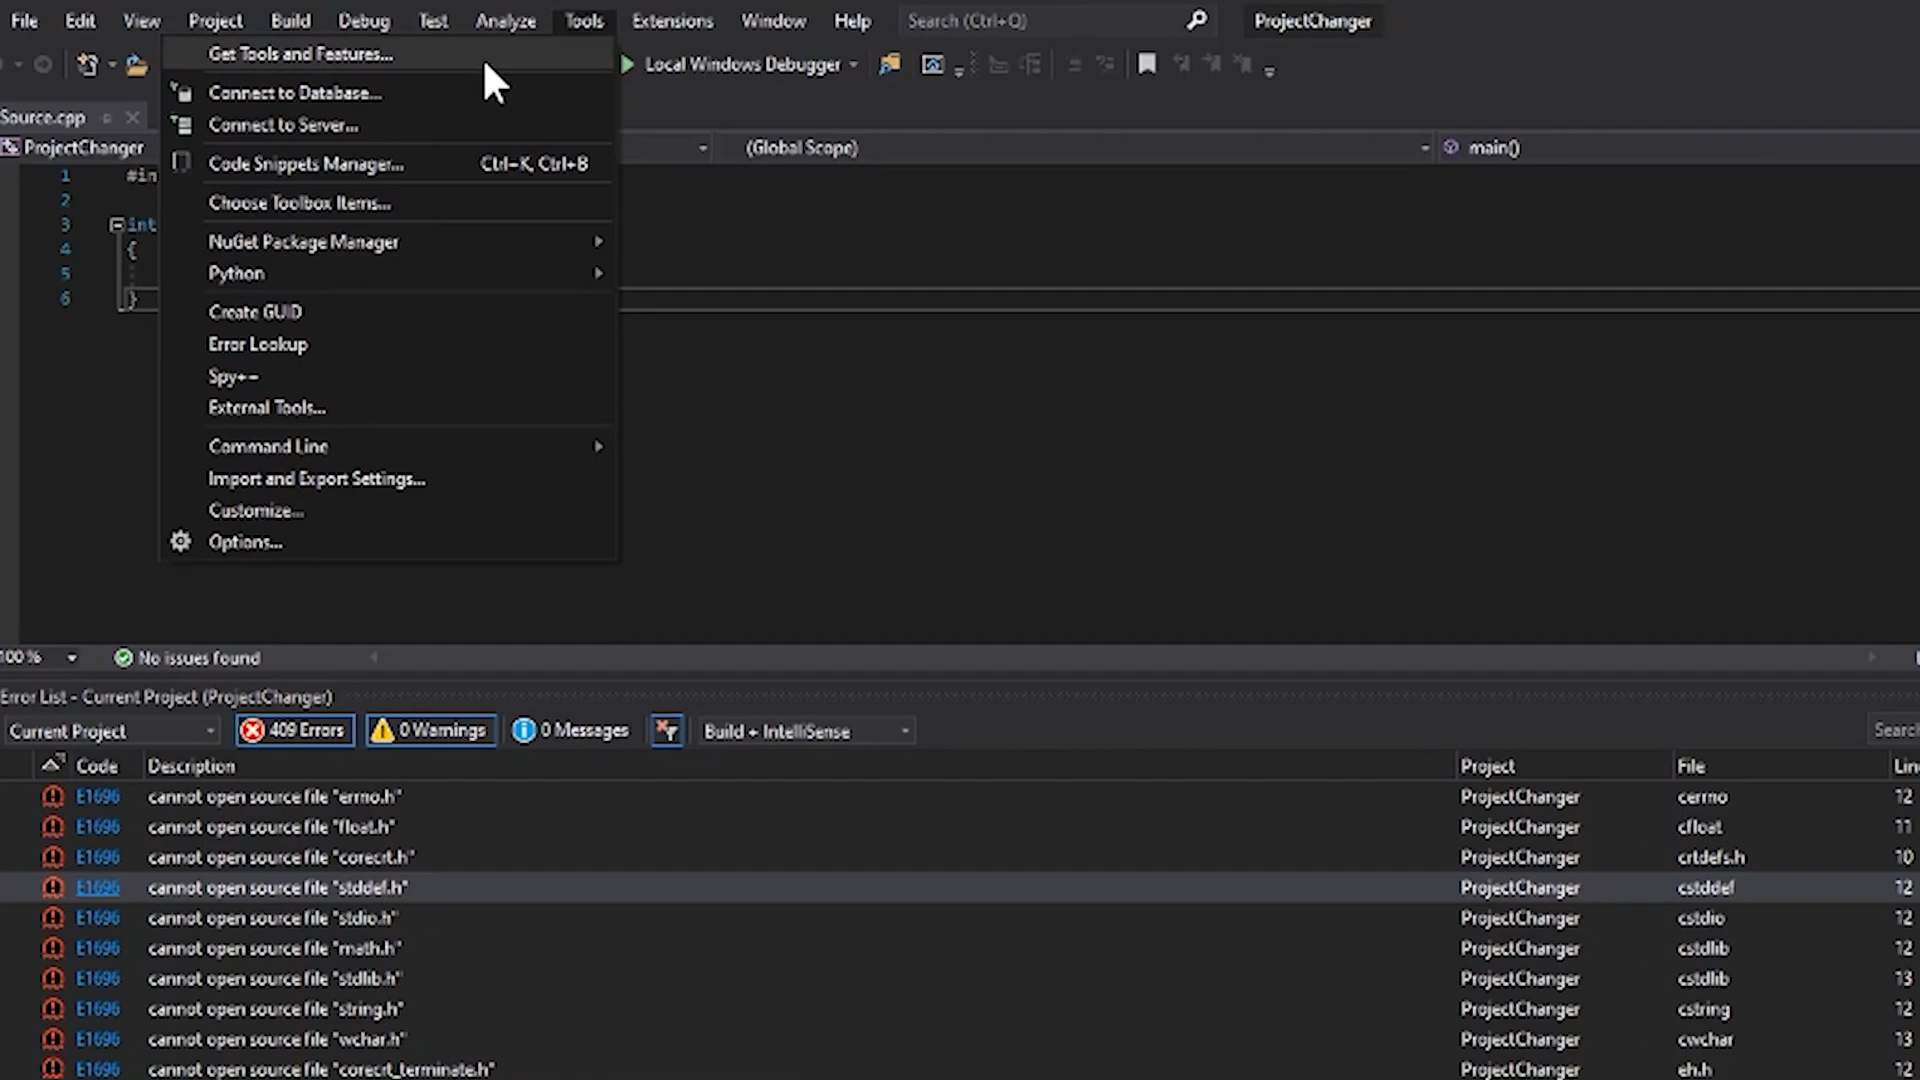 File Edit View Project Build Debug Test Analyze Tools Extensions Window Help Search (Ctrl+Q) ProjectChanger
Get Tools and Features...
Local Windows Debugger
Connect to Database...
Source.cpp
Connect to Server...
ProjectChanger (Global Scope) main()
Code Snippets Manager... Ctrl+K, Ctrl+B
1 #in
2
Choose Toolbox Items...
3 int
4 {
NuGet Package Manager
5
Python
6 }
Create GUID
Error Lookup
Spy++
External Tools...
Command Line
Import and Export Settings...
Customize...
Options...
100 % No issues found
Error List - Current Project (ProjectChanger)
Current Project 409 Errors 0 Warnings 0 Messages Build + IntelliSense Search
Code Description Project File Line
E1696 cannot open source file "errno.h" ProjectChanger cerrno 12
E1696 cannot open source file "float.h" ProjectChanger cfloat 11
E1696 cannot open source file "corecrt.h" ProjectChanger crtdefs.h 10
E1696 cannot open source file "stddef.h" ProjectChanger cstddef 12
E1696 cannot open source file "stdio.h" ProjectChanger cstdio 12
E1696 cannot open source file "math.h" ProjectChanger cstdlib 12
E1696 cannot open source file "stdlib.h" ProjectChanger cstdlib 13
E1696 cannot open source file "string.h" ProjectChanger cstring 12
E1696 cannot open source file "wchar.h" ProjectChanger cwchar 13
E1696 cannot open source file "corecrt_terminate.h" ProjectChanger eh.h 12